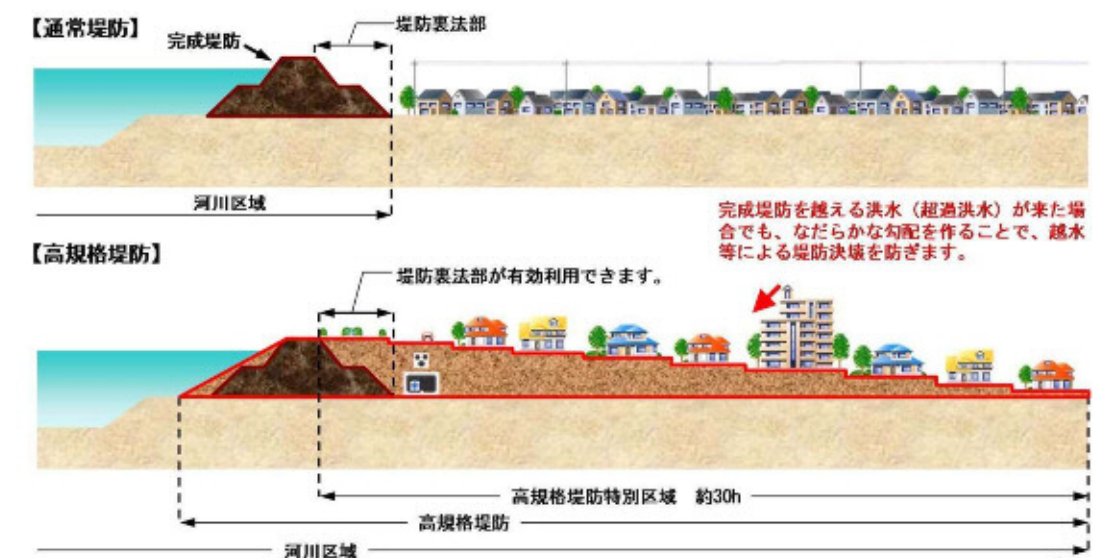 【通常堤防】
堤防裏法部
完成堤防
河川区域
完成堤防を越える洪水（超過洪水）が来た場
合でも、なだらかな勾配を作ることで、越水
等による堤防決壊を防ぎます。
【高規格堤防】
堤防裏法部が有効利用できます。
高規格堤防特別区域 約30h
高規格堤防
河川区域